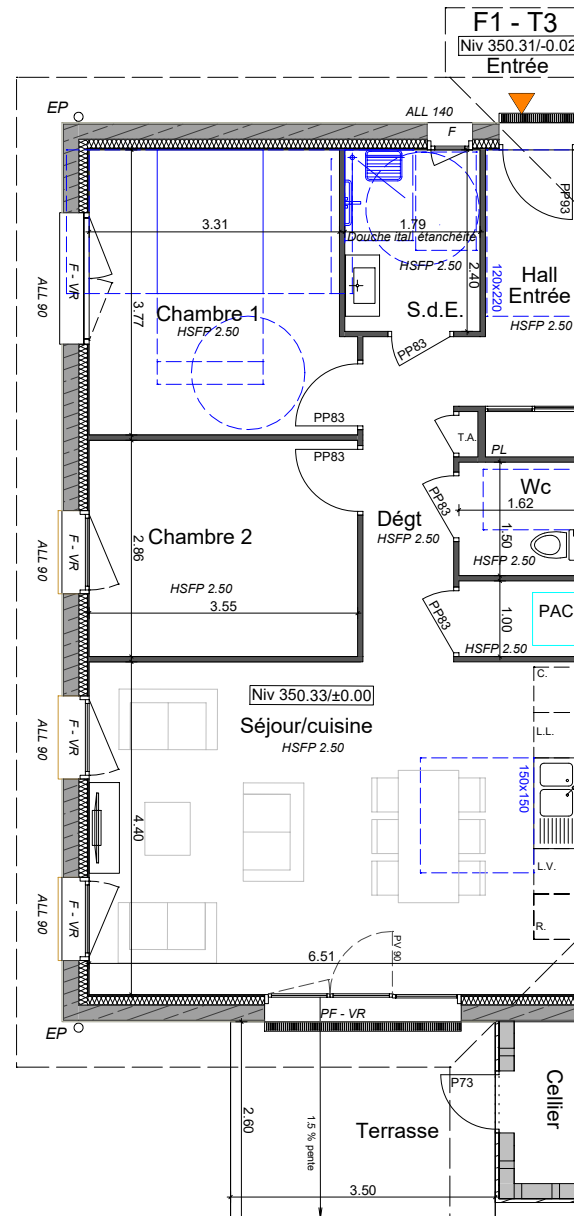 F1 - T3
Niv 350.31/-0.02
Entrée
EP
ALL 140
F
PP93
3.31
1.79
Douche ital. étanchéité
HSFP 2.50
2.40
120x220
Hall
Entrée
HSFP 2.50
ALL 90
F - VR
Chambre 1
HSFP 2.50
3.77
S.d.E.
PP83
PP83
T.A.
PL
PP83
Chambre 2
HSFP 2.50
3.55
2.86
ALL 90
F - VR
Dégt
HSFP 2.50
PP83
Wc
1.62
1.50
HSFP 2.50
PP83
1.00
PAC
HSFP 2.50
Niv 350.33/±0.00
Séjour/cuisine
HSFP 2.50
C.
L.L.
150x150
L.V.
R.
ALL 90
F - VR
4.40
ALL 90
F - VR
6.51
PV 90
PF - VR
EP
P73
Cellier
2.60
1.5 % pente
Terrasse
3.50